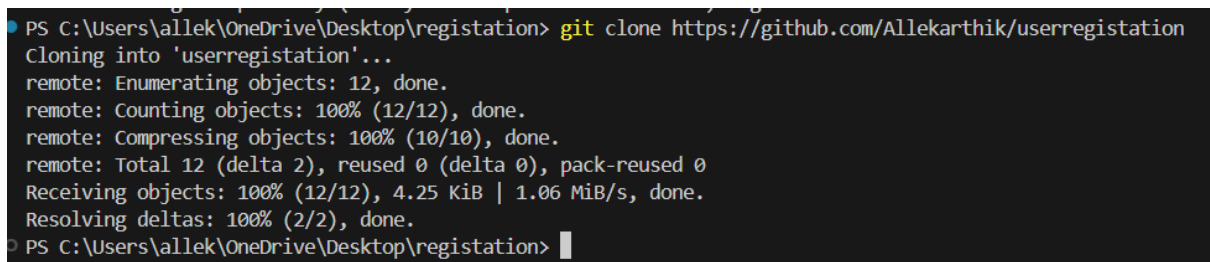 PS C:\Users\allek\OneDrive\Desktop\registation> git clone https://github.com/Allekarthik/userregistation
Cloning into 'userregistation'...
remote: Enumerating objects: 12, done.
remote: Counting objects: 100% (12/12), done.
remote: Compressing objects: 100% (10/10), done.
remote: Total 12 (delta 2), reused 0 (delta 0), pack-reused 0
Receiving objects: 100% (12/12), 4.25 KiB | 1.06 MiB/s, done.
Resolving deltas: 100% (2/2), done.
PS C:\Users\allek\OneDrive\Desktop\registation>